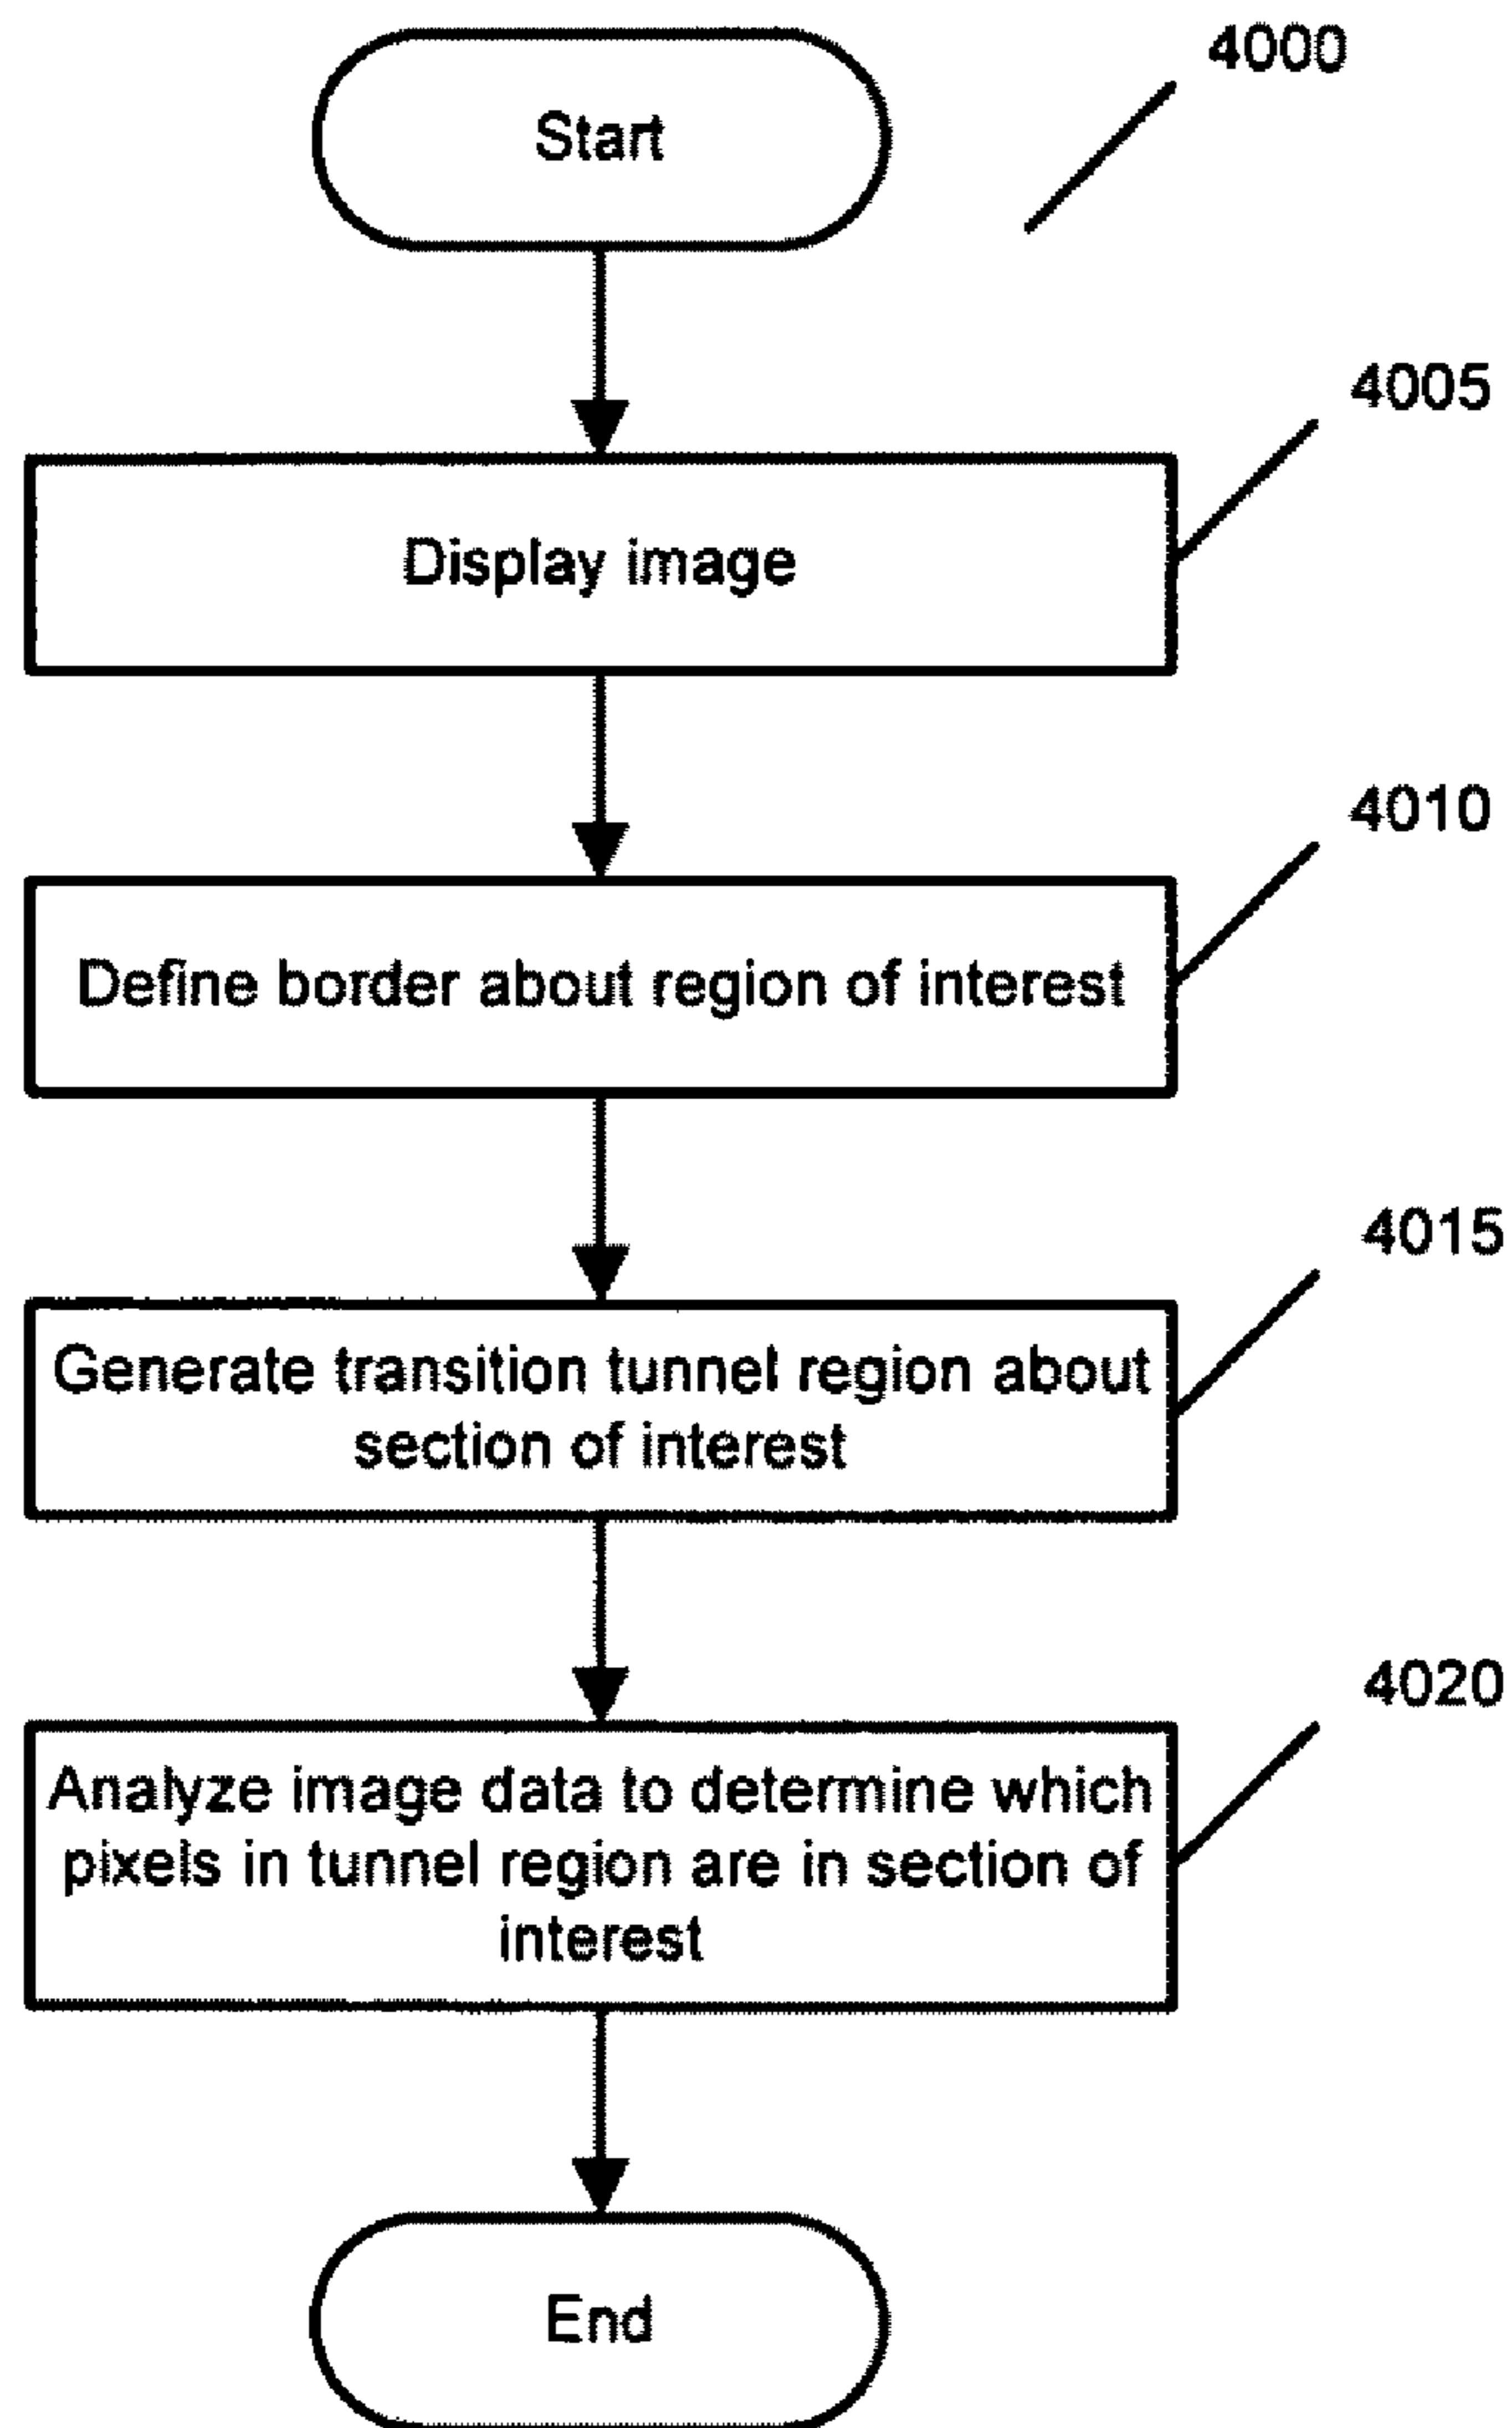 4000
Start
4005
Display image
4010
Define border about region of interest
4015
Generate transition tunnel region about
section of interest
4020
Analyze image data to determine which
pixels in tunnel region are in section of
interest
End